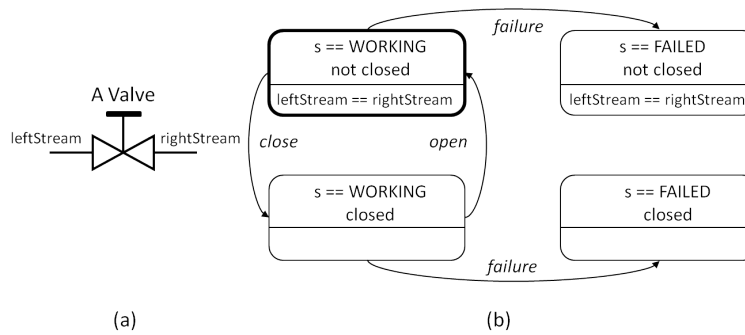 A Valve
leftStream
rightStream
(a)
s == WORKING
not closed
leftStream == rightStream
failure
s == FAILED
not closed
leftStream == rightStream
close
open
s == WORKING
closed
s == FAILED
closed
failure
(b)